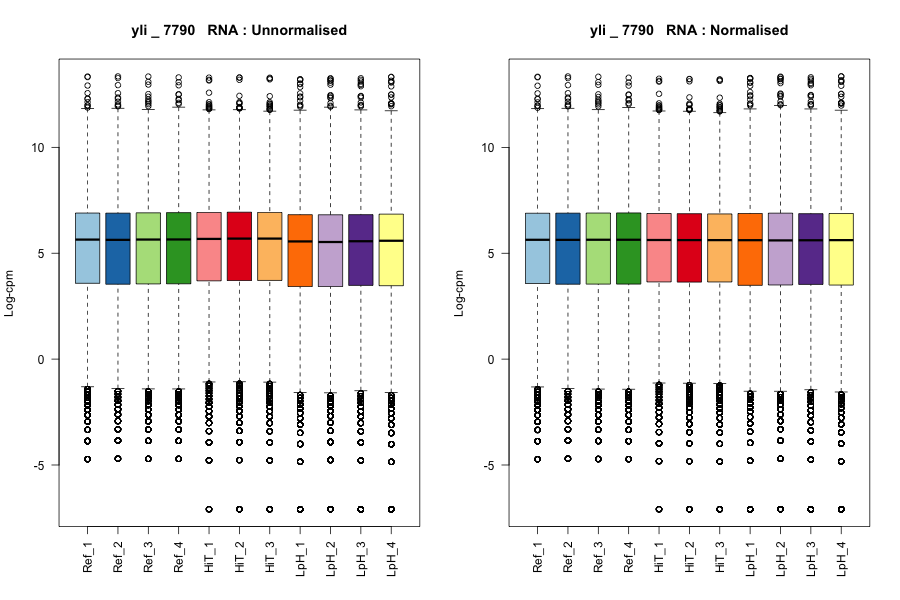 yli _ 7790   RNA : Unnormalised
Log-cpm
10
5
0
-5
Ref_1
Ref_2
Ref_3
Ref_4
HiT_1
HiT_2
HiT_3
LpH_1
LpH_2
LpH_3
LpH_4
yli _ 7790   RNA : Normalised
Log-cpm
10
5
0
-5
Ref_1
Ref_2
Ref_3
Ref_4
HiT_1
HiT_2
HiT_3
LpH_1
LpH_2
LpH_3
LpH_4